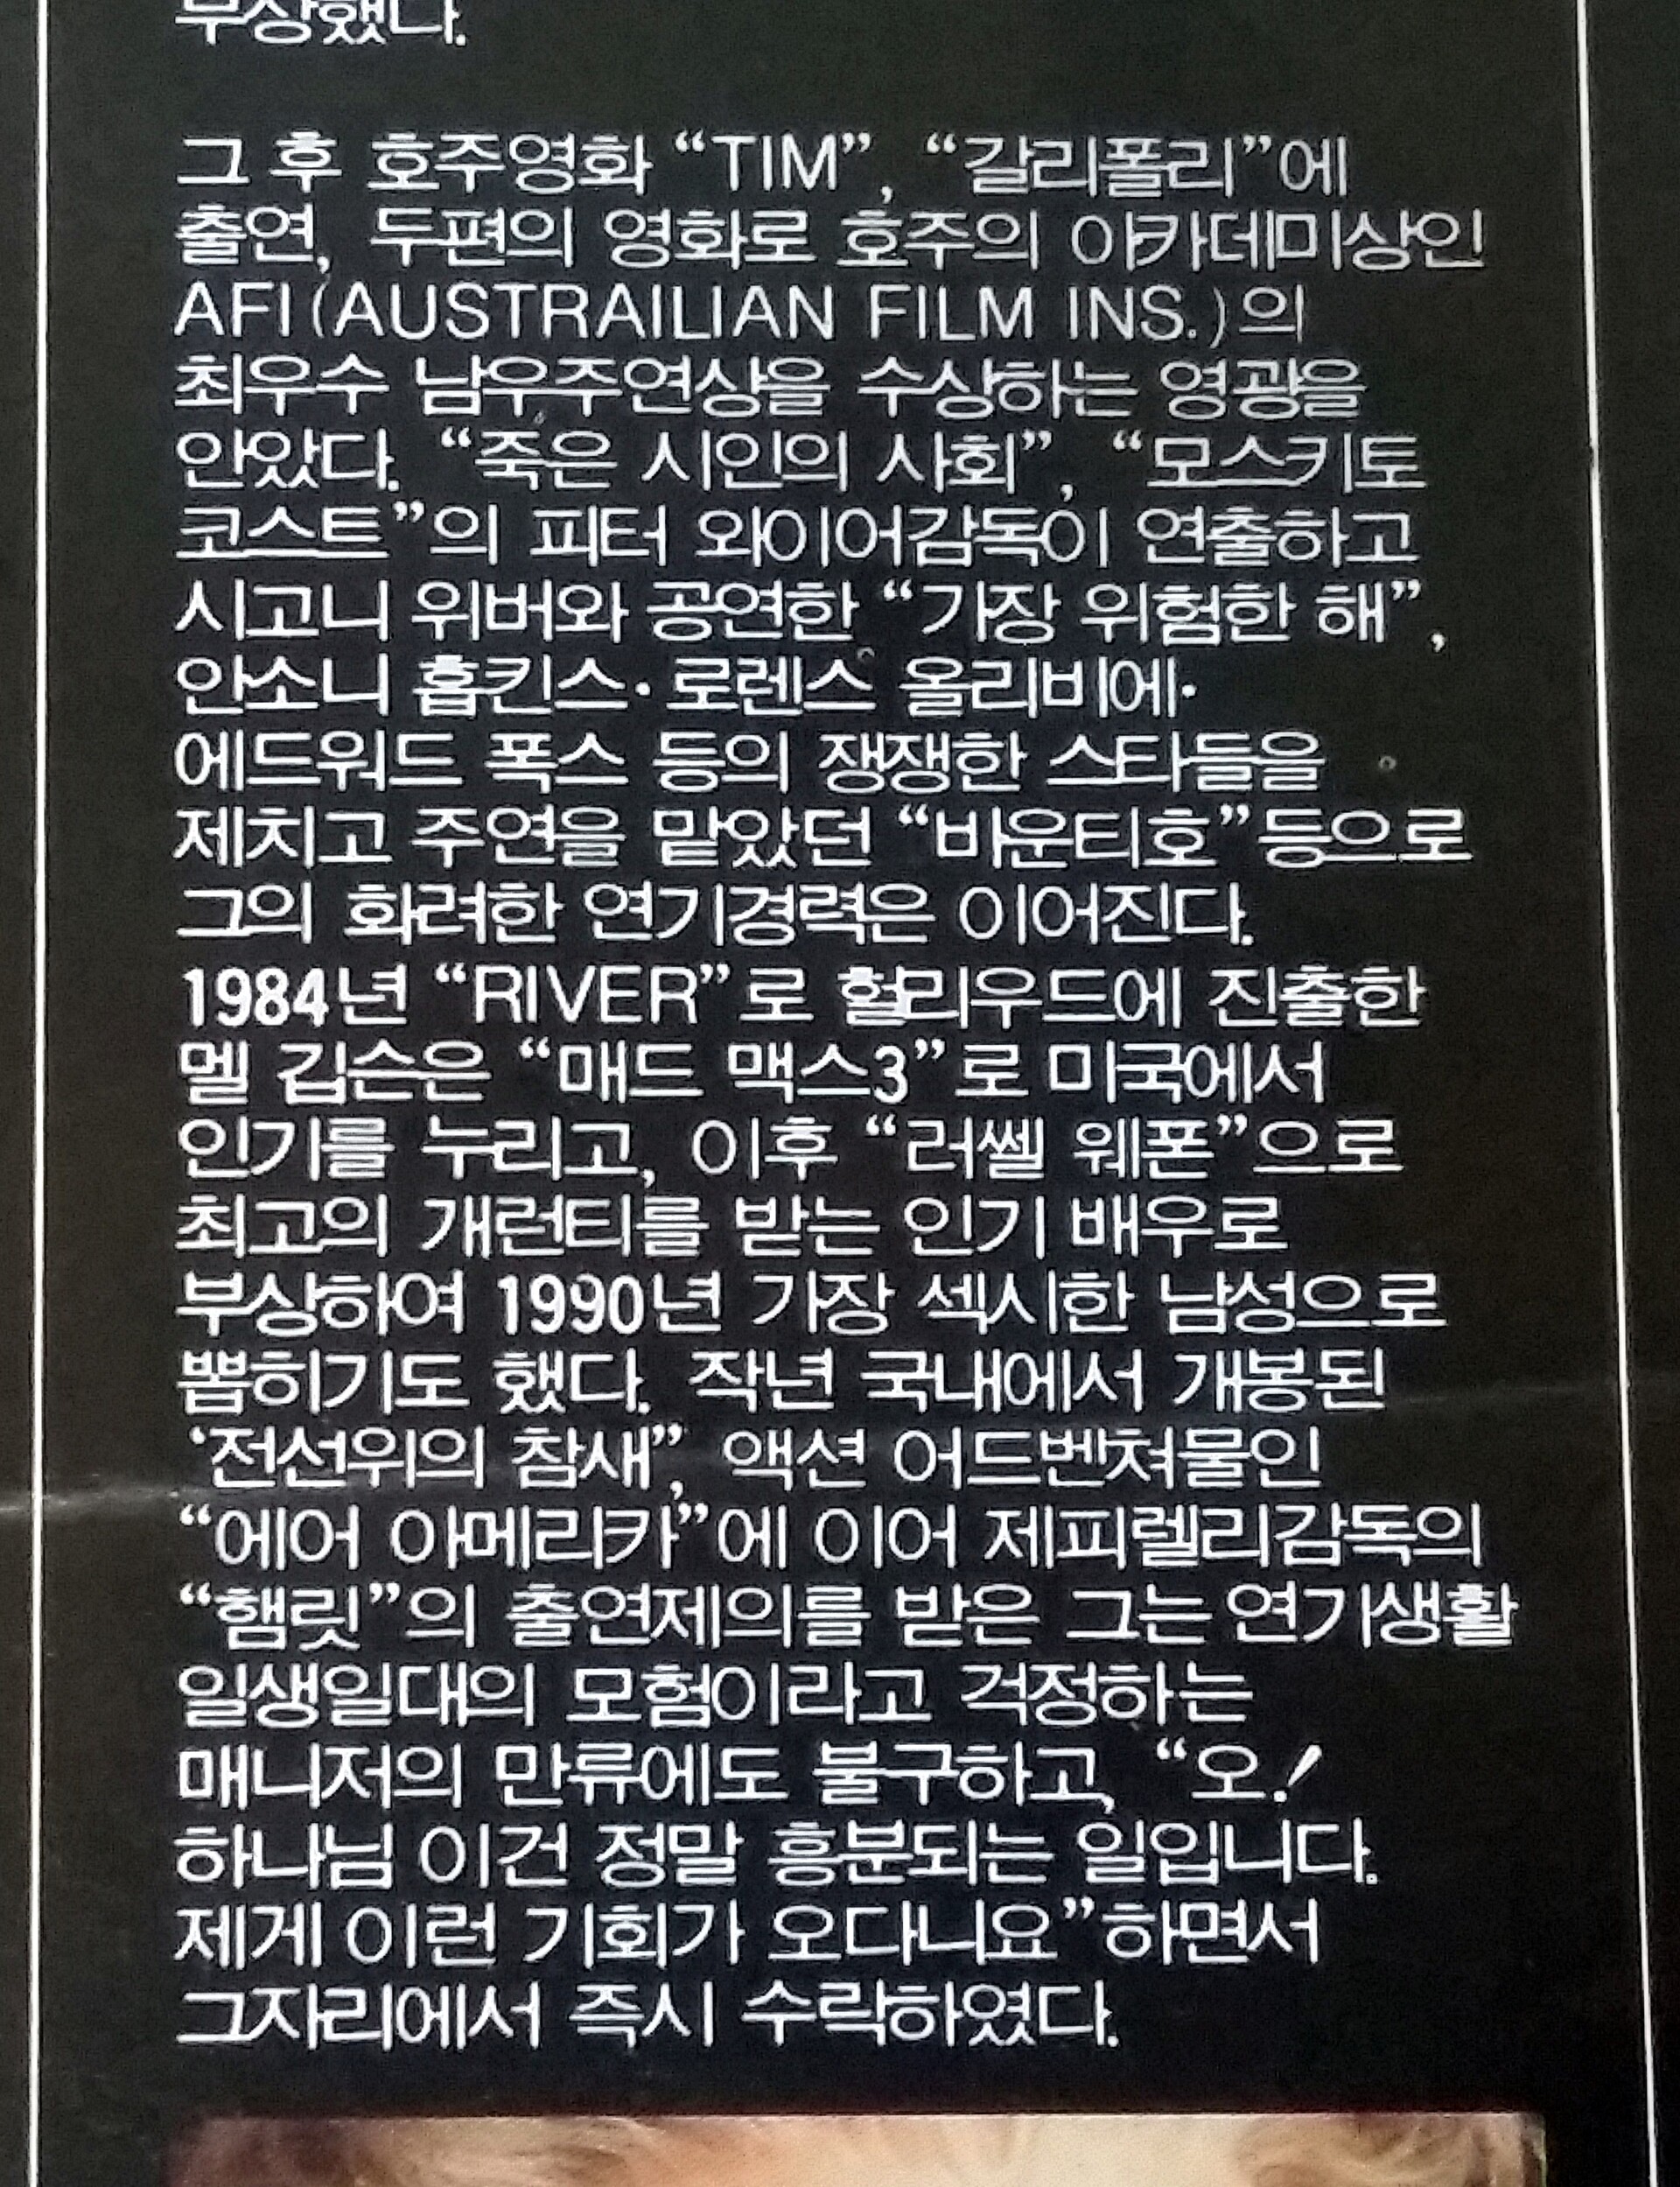 부상했다.
그 후 호주영화 “TIM”, “갈리폴리”에
출연, 두편의 영화로 호주의 아카데미상인
AFI(AUSTRAILIAN FILM INS.)의
최우수 남우주연상을 수상하는 영광을
안았다. “죽은 시인의 사회”, “모스키토
코스트”의 피터 와이어감독이 연출하고
시고니 위버와 공연한 “가장 위험한 해”,
안소니 홉킨스·로렌스 올리비에·
에드워드 폭스 등의 쟁쟁한 스타들을
제치고 주연을 맡았던 “바운티호”등으로
그의 화려한 연기경력은 이어진다.
1984년 “RIVER”로 헐리우드에 진출한
멜 깁슨은 “매드 맥스3”로 미국에서
인기를 누리고, 이후 “러쎌 웨폰”으로
최고의 개런티를 받는 인기 배우로
부상하여 1990년 가장 섹시한 남성으로
뽑히기도 했다. 작년 국내에서 개봉된
‘전선위의 참새”, 액션 어드벤쳐물인
“에어 아메리카”에 이어 제피렐리감독의
“햄릿”의 출연제의를 받은 그는 연기생활
일생일대의 모험이라고 걱정하는
매니저의 만류에도 불구하고, “오!
하나님 이건 정말 흥분되는 일입니다.
제게 이런 기회가 오다니요”하면서
그자리에서 즉시 수락하였다.